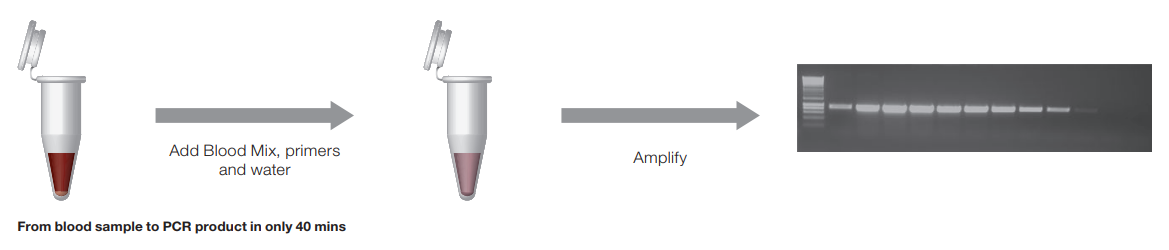 Add Blood Mix, primers
and water
Amplify
From blood sample to PCR product in only 40 mins